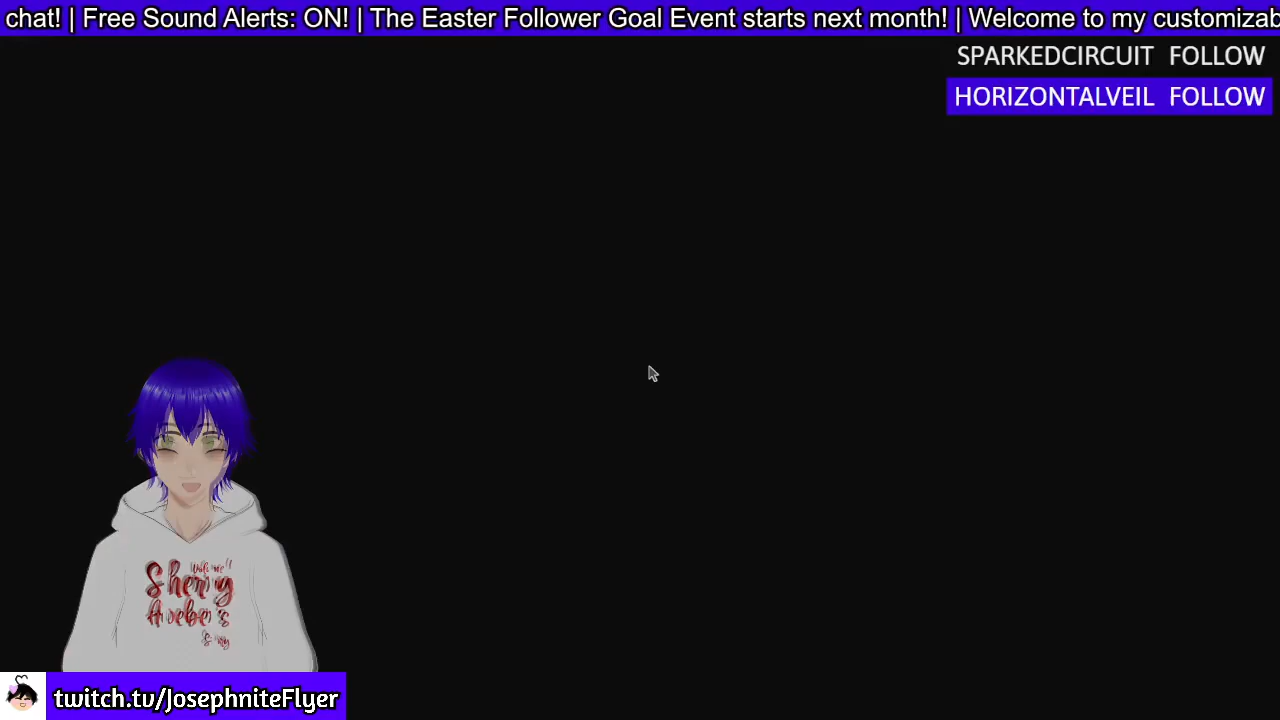 chat! | Free Sound Alerts: ON! | The Easter Follower Goal Event starts next month! | Welcome to my customizab
SPARKEDCIRCUIT FOLLOW
HORIZONTALVEIL FOLLOW
twitch.tv/JosephniteFlyer